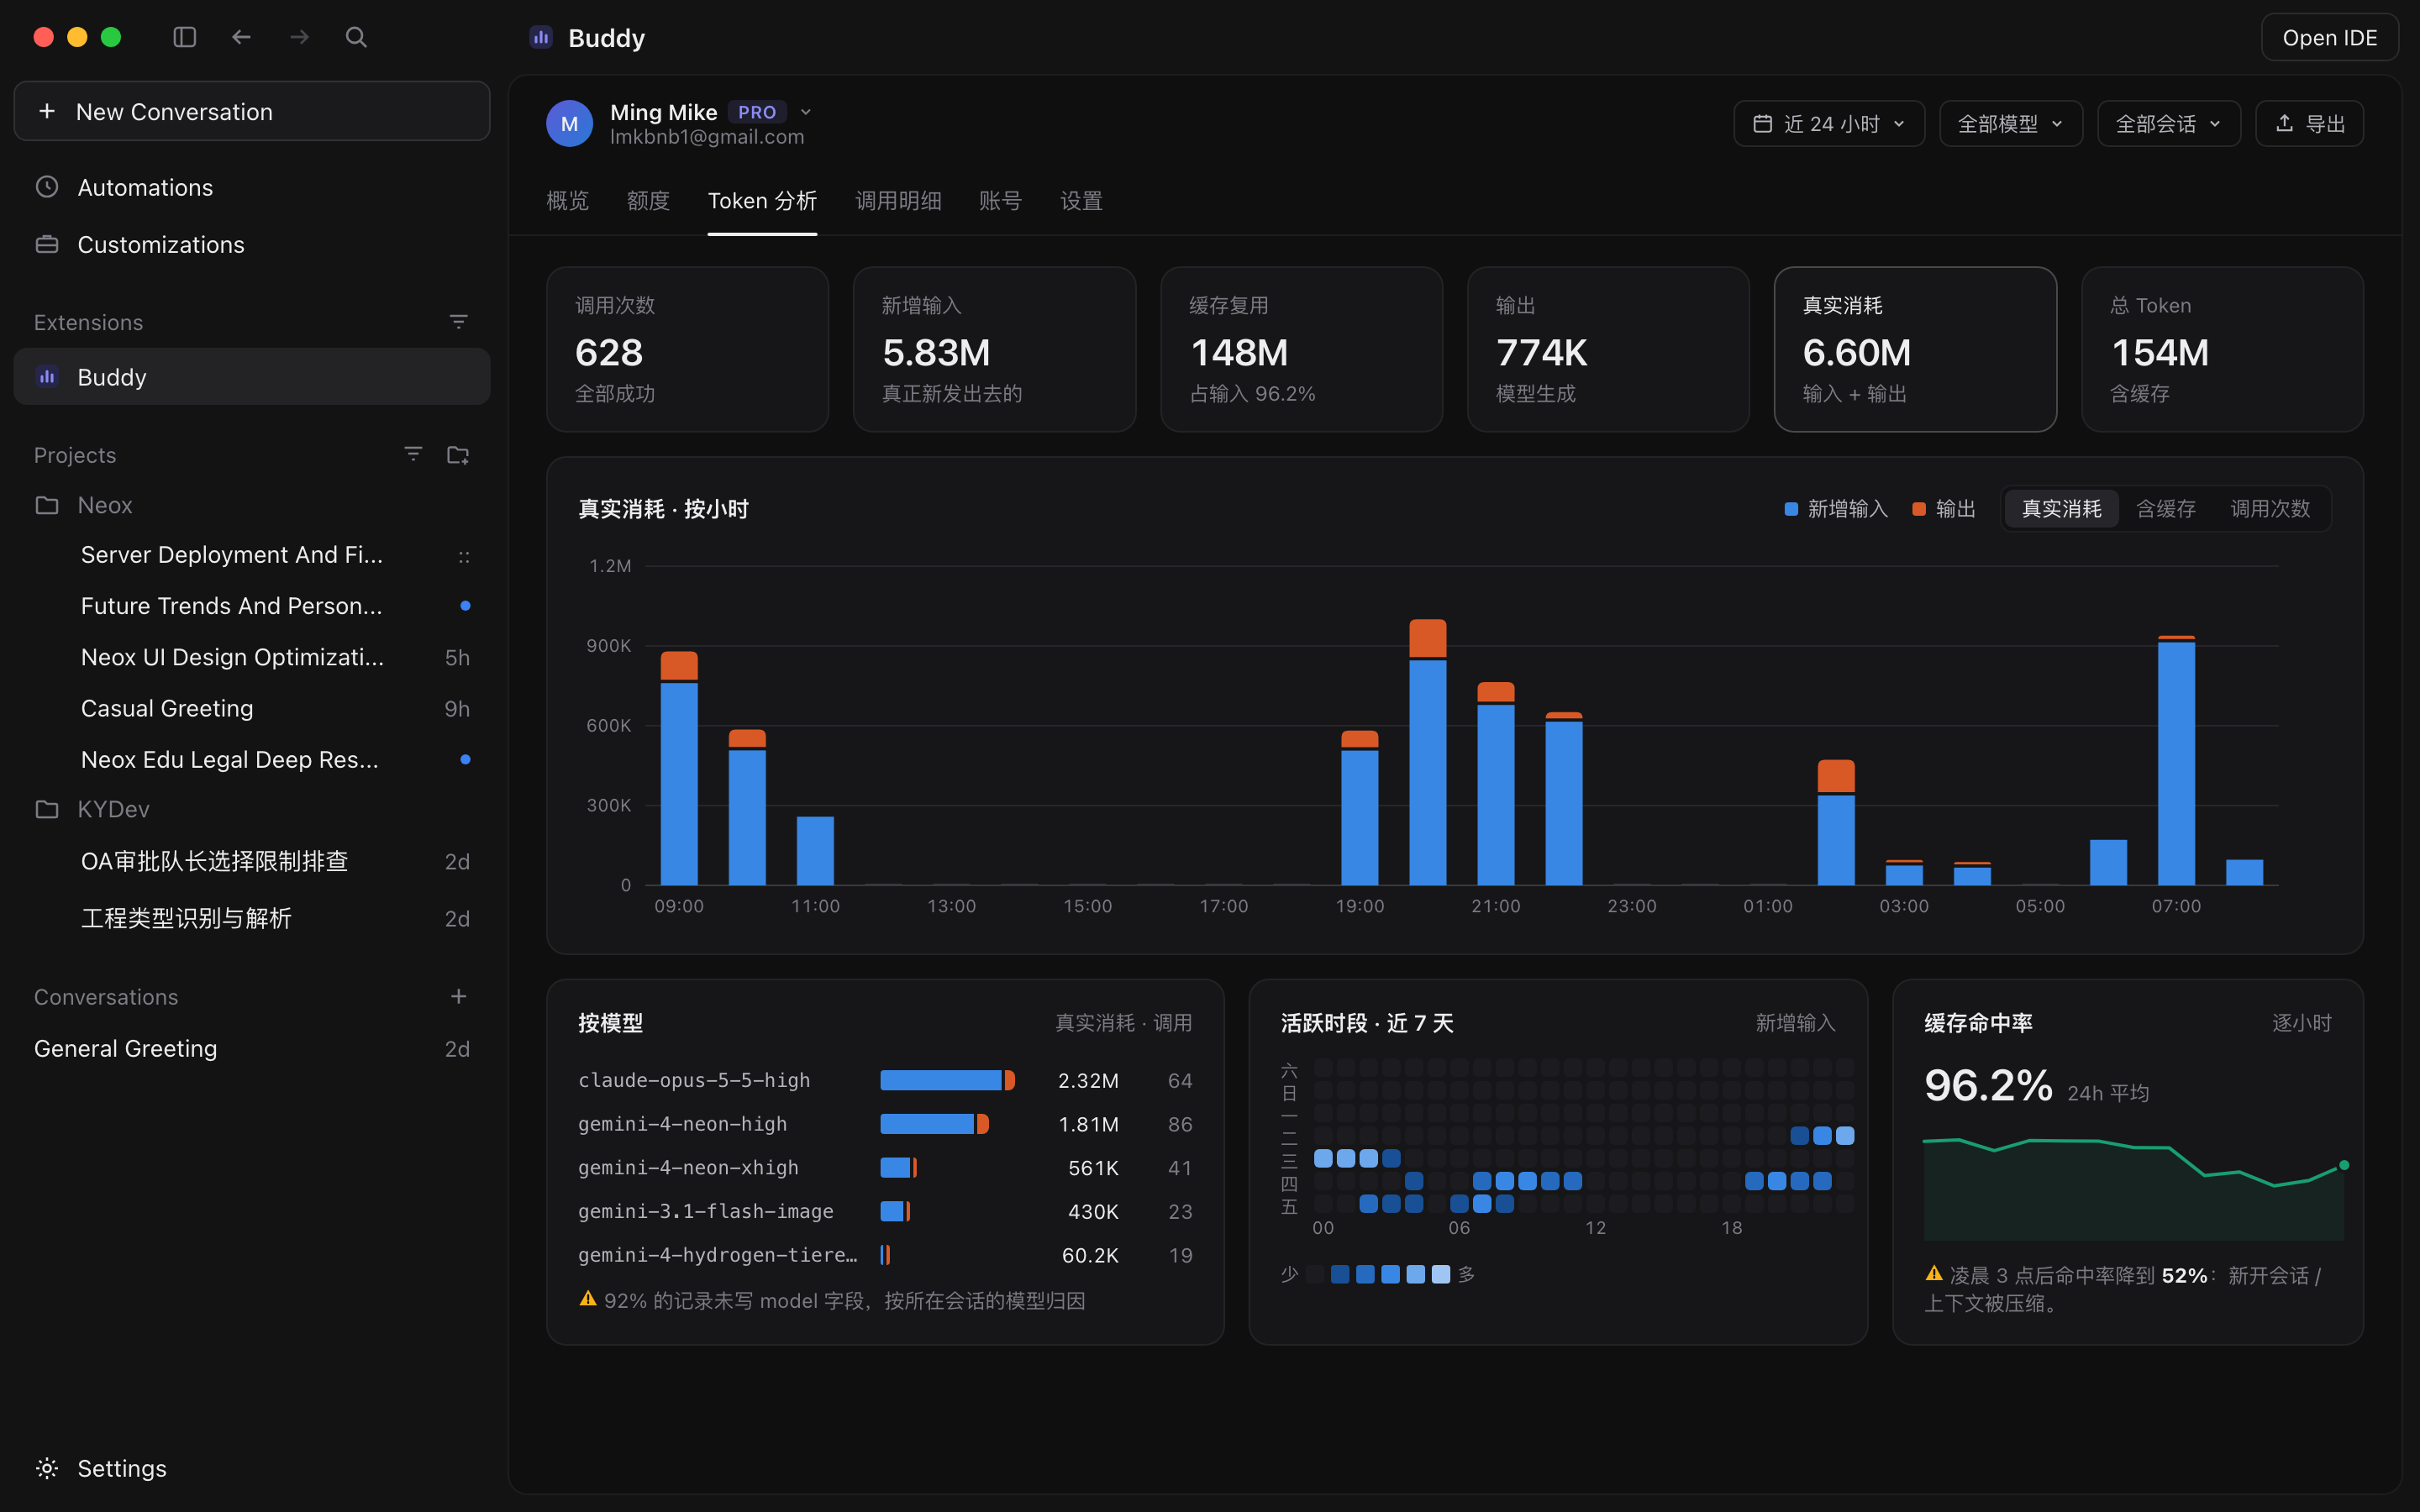 Buddy
Open IDE
New Conversation
Automations
Customizations
Extensions
Buddy
Projects
Neox
Server Deployment And Fi...
Future Trends And Person...
Neox UI Design Optimizati... 5h
Casual Greeting 9h
Neox Edu Legal Deep Res...
KYDev
OA审批队长选择限制排查 2d
工程类型识别与解析 2d
Conversations
General Greeting 2d
Settings
M
Ming Mike PRO
lmkbnb1@gmail.com
近 24 小时
全部模型
全部会话
导出
概览 额度 Token 分析 调用明细 账号 设置
调用次数
628
全部成功
新增输入
5.83M
真正新发出去的
缓存复用
148M
占输入 96.2%
输出
774K
模型生成
真实消耗
6.60M
输入 + 输出
总 Token
154M
含缓存
真实消耗 · 按小时
新增输入 输出 真实消耗 含缓存 调用次数
1.2M
900K
600K
300K
0
09:00 11:00 13:00 15:00 17:00 19:00 21:00 23:00 01:00 03:00 05:00 07:00
按模型 真实消耗 · 调用
claude-opus-5-5-high 2.32M 64
gemini-4-neon-high 1.81M 86
gemini-4-neon-xhigh 561K 41
gemini-3.1-flash-image 430K 23
gemini-4-hydrogen-tiere… 60.2K 19
92% 的记录未写 model 字段，按所在会话的模型归因
活跃时段 · 近 7 天 新增输入
六
日
一
二
三
四
五
00 06 12 18
少 多
缓存命中率 逐小时
96.2% 24h 平均
凌晨 3 点后命中率降到 52%：新开会话 /
上下文被压缩。